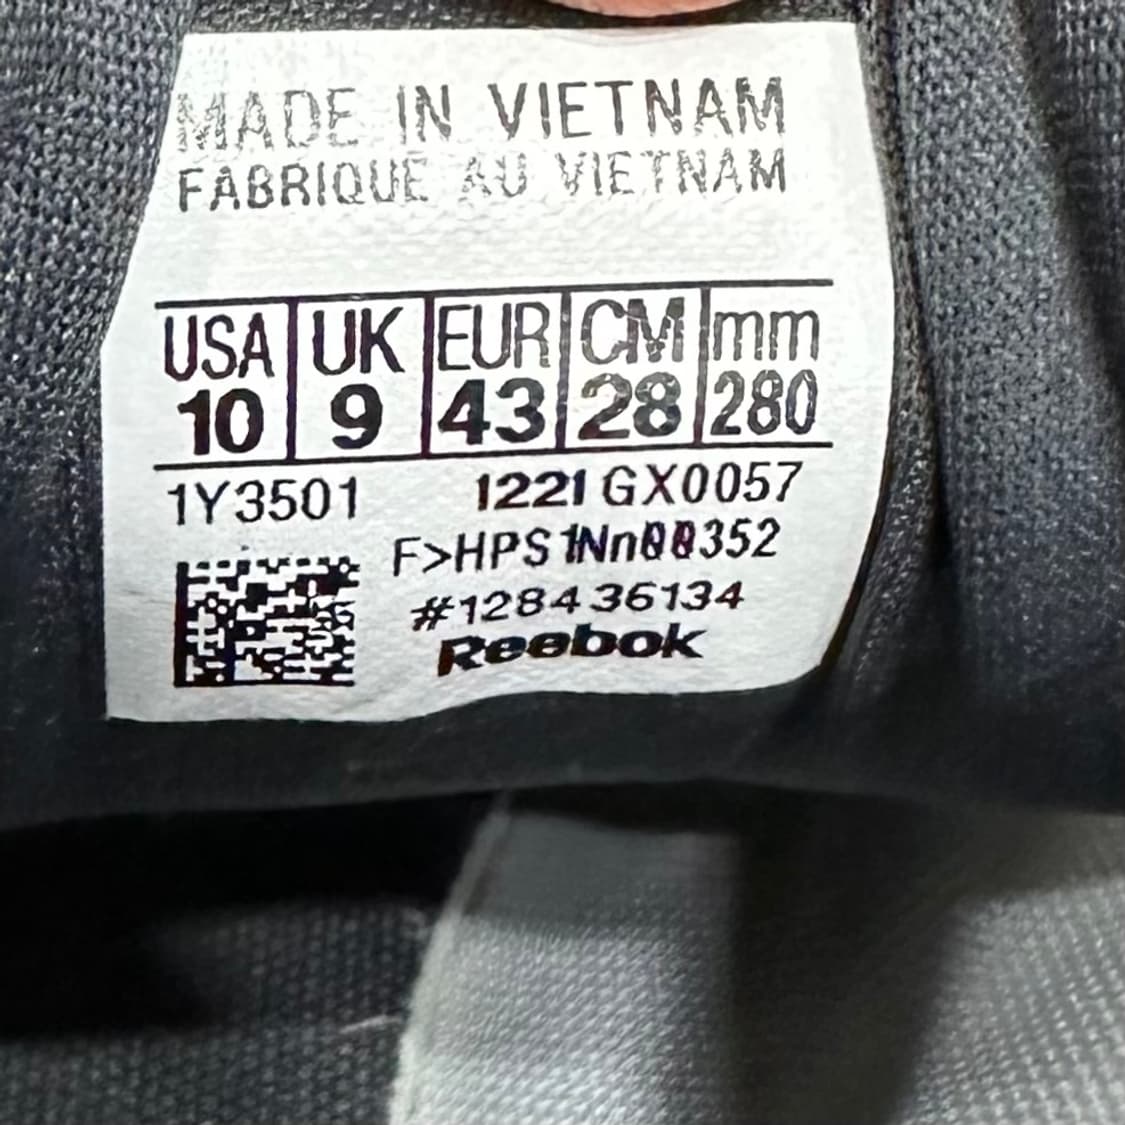 MADE IN VIETNAM
FABRIQUE AU VIETNAM
USA UK EUR CM mm
10 9 43 28 280
1Y3501 1221 GX0057
#128436134
Reebok